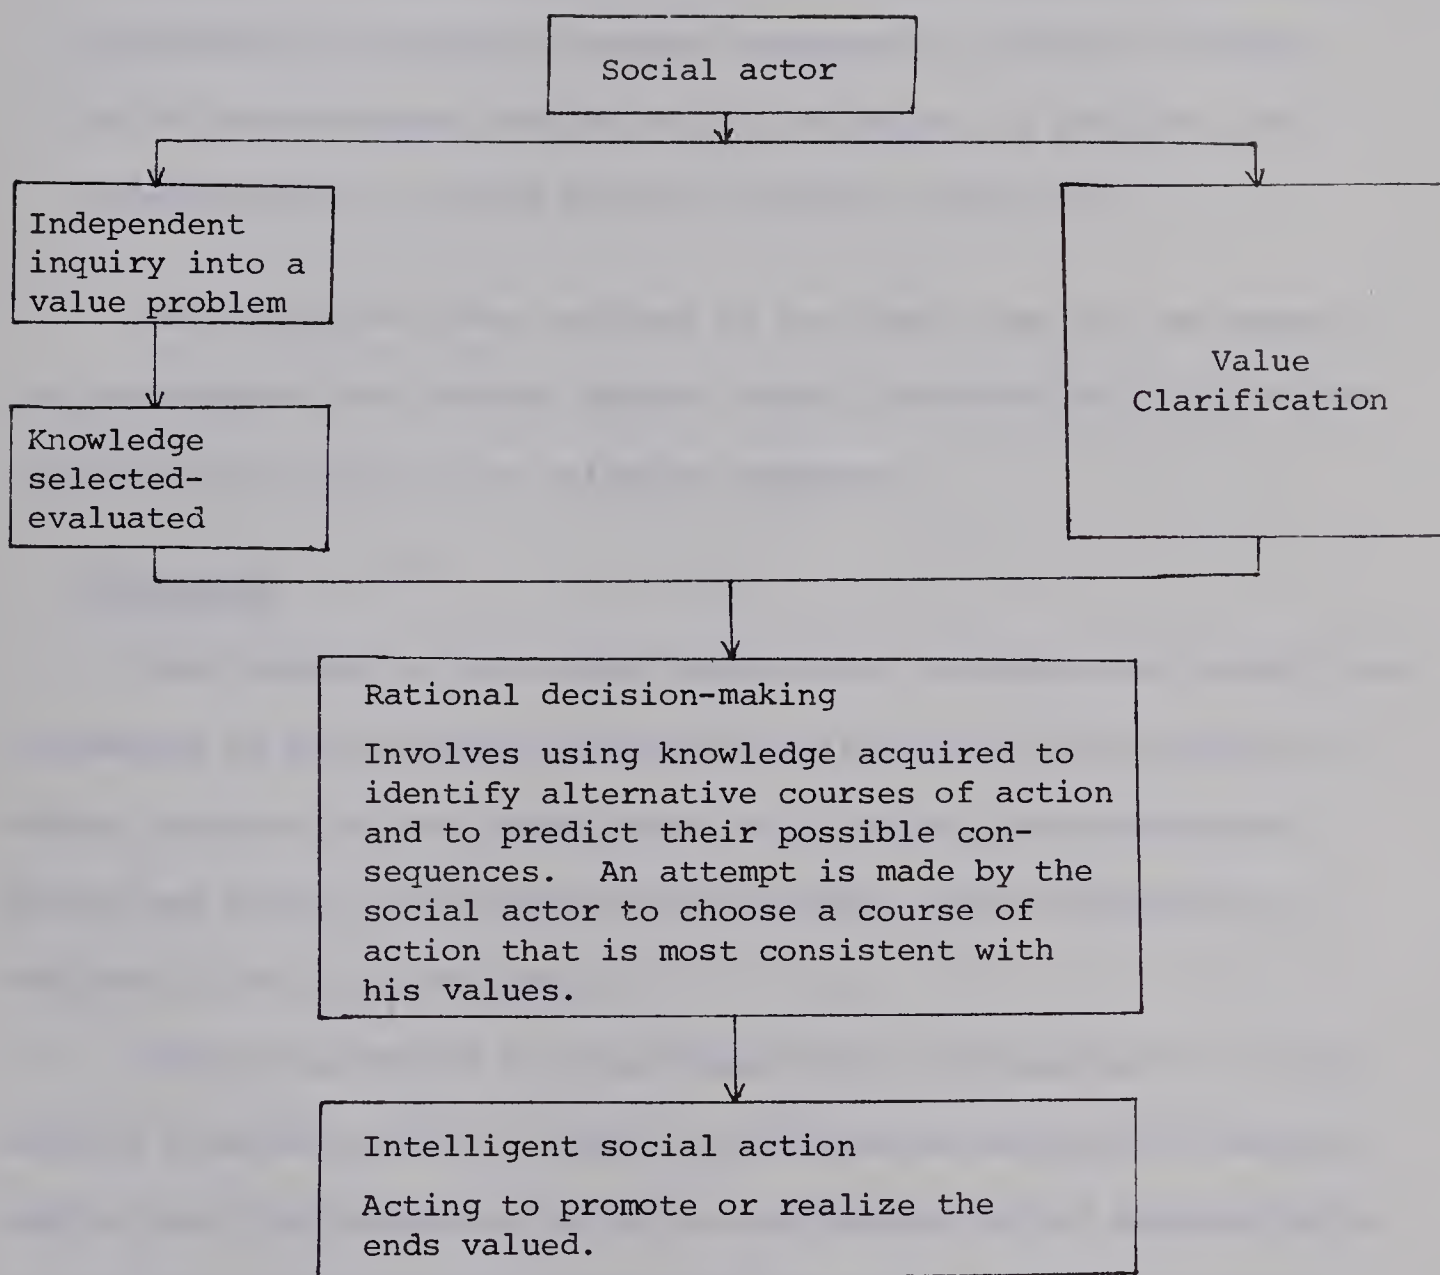 Social actor
Independent
inquiry into a
value problem
Value
Clarification
Knowledge
selected-
evaluated
Rational decision-making
Involves using knowledge acquired to
identify alternative courses of action
and to predict their possible con-
sequences. An attempt is made by the
social actor to choose a course of
action that is most consistent with
his values.
Intelligent social action
Acting to promote or realize the
ends valued.